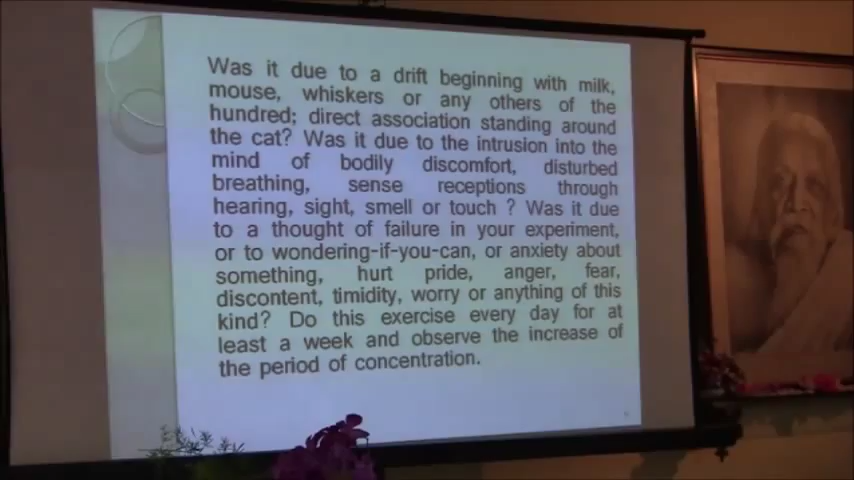 Was it due to a drift beginning with milk,
mouse, whiskers or any others of the
hundred; direct association standing around
the cat? Was it due to the intrusion into the
mind of bodily discomfort, disturbed
breathing, sense receptions through
hearing, sight, smell or touch ? Was it due
to a thought of failure in your experiment,
or to wondering-if-you-can, or anxiety about
something, hurt pride, anger, fear,
discontent, timidity, worry or anything of this
kind? Do this exercise every day for at
least a week and observe the increase of
the period of concentration.